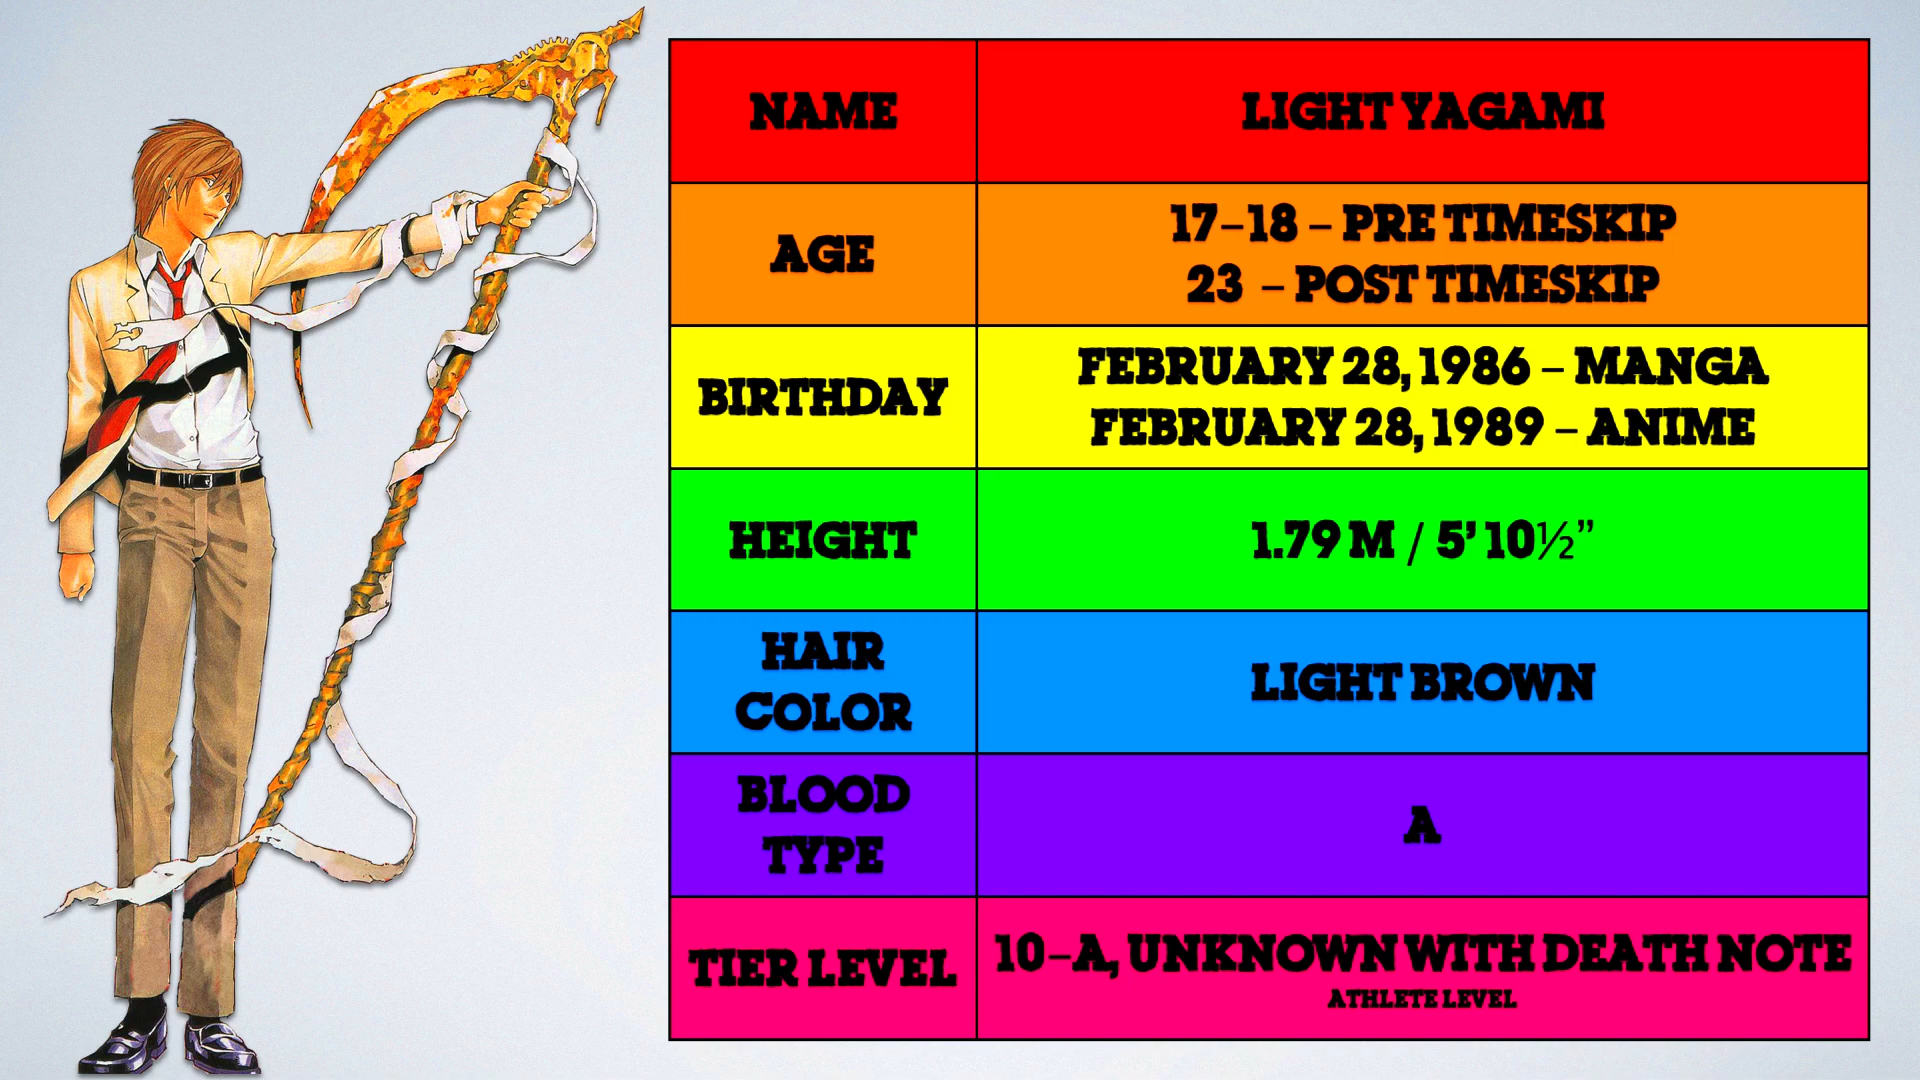 NAME
LIGHT YAGAMI
AGE
17-18 - PRE TIMESKIP
23 - POST TIMESKIP
BIRTHDAY
FEBRUARY 28, 1986 - MANGA
FEBRUARY 28, 1989 - ANIME
HEIGHT
1.79 M / 5’ 10½”
HAIR
COLOR
LIGHT BROWN
BLOOD
TYPE
A
TIER LEVEL
10-A, UNKNOWN WITH DEATH NOTE
ATHLETE LEVEL